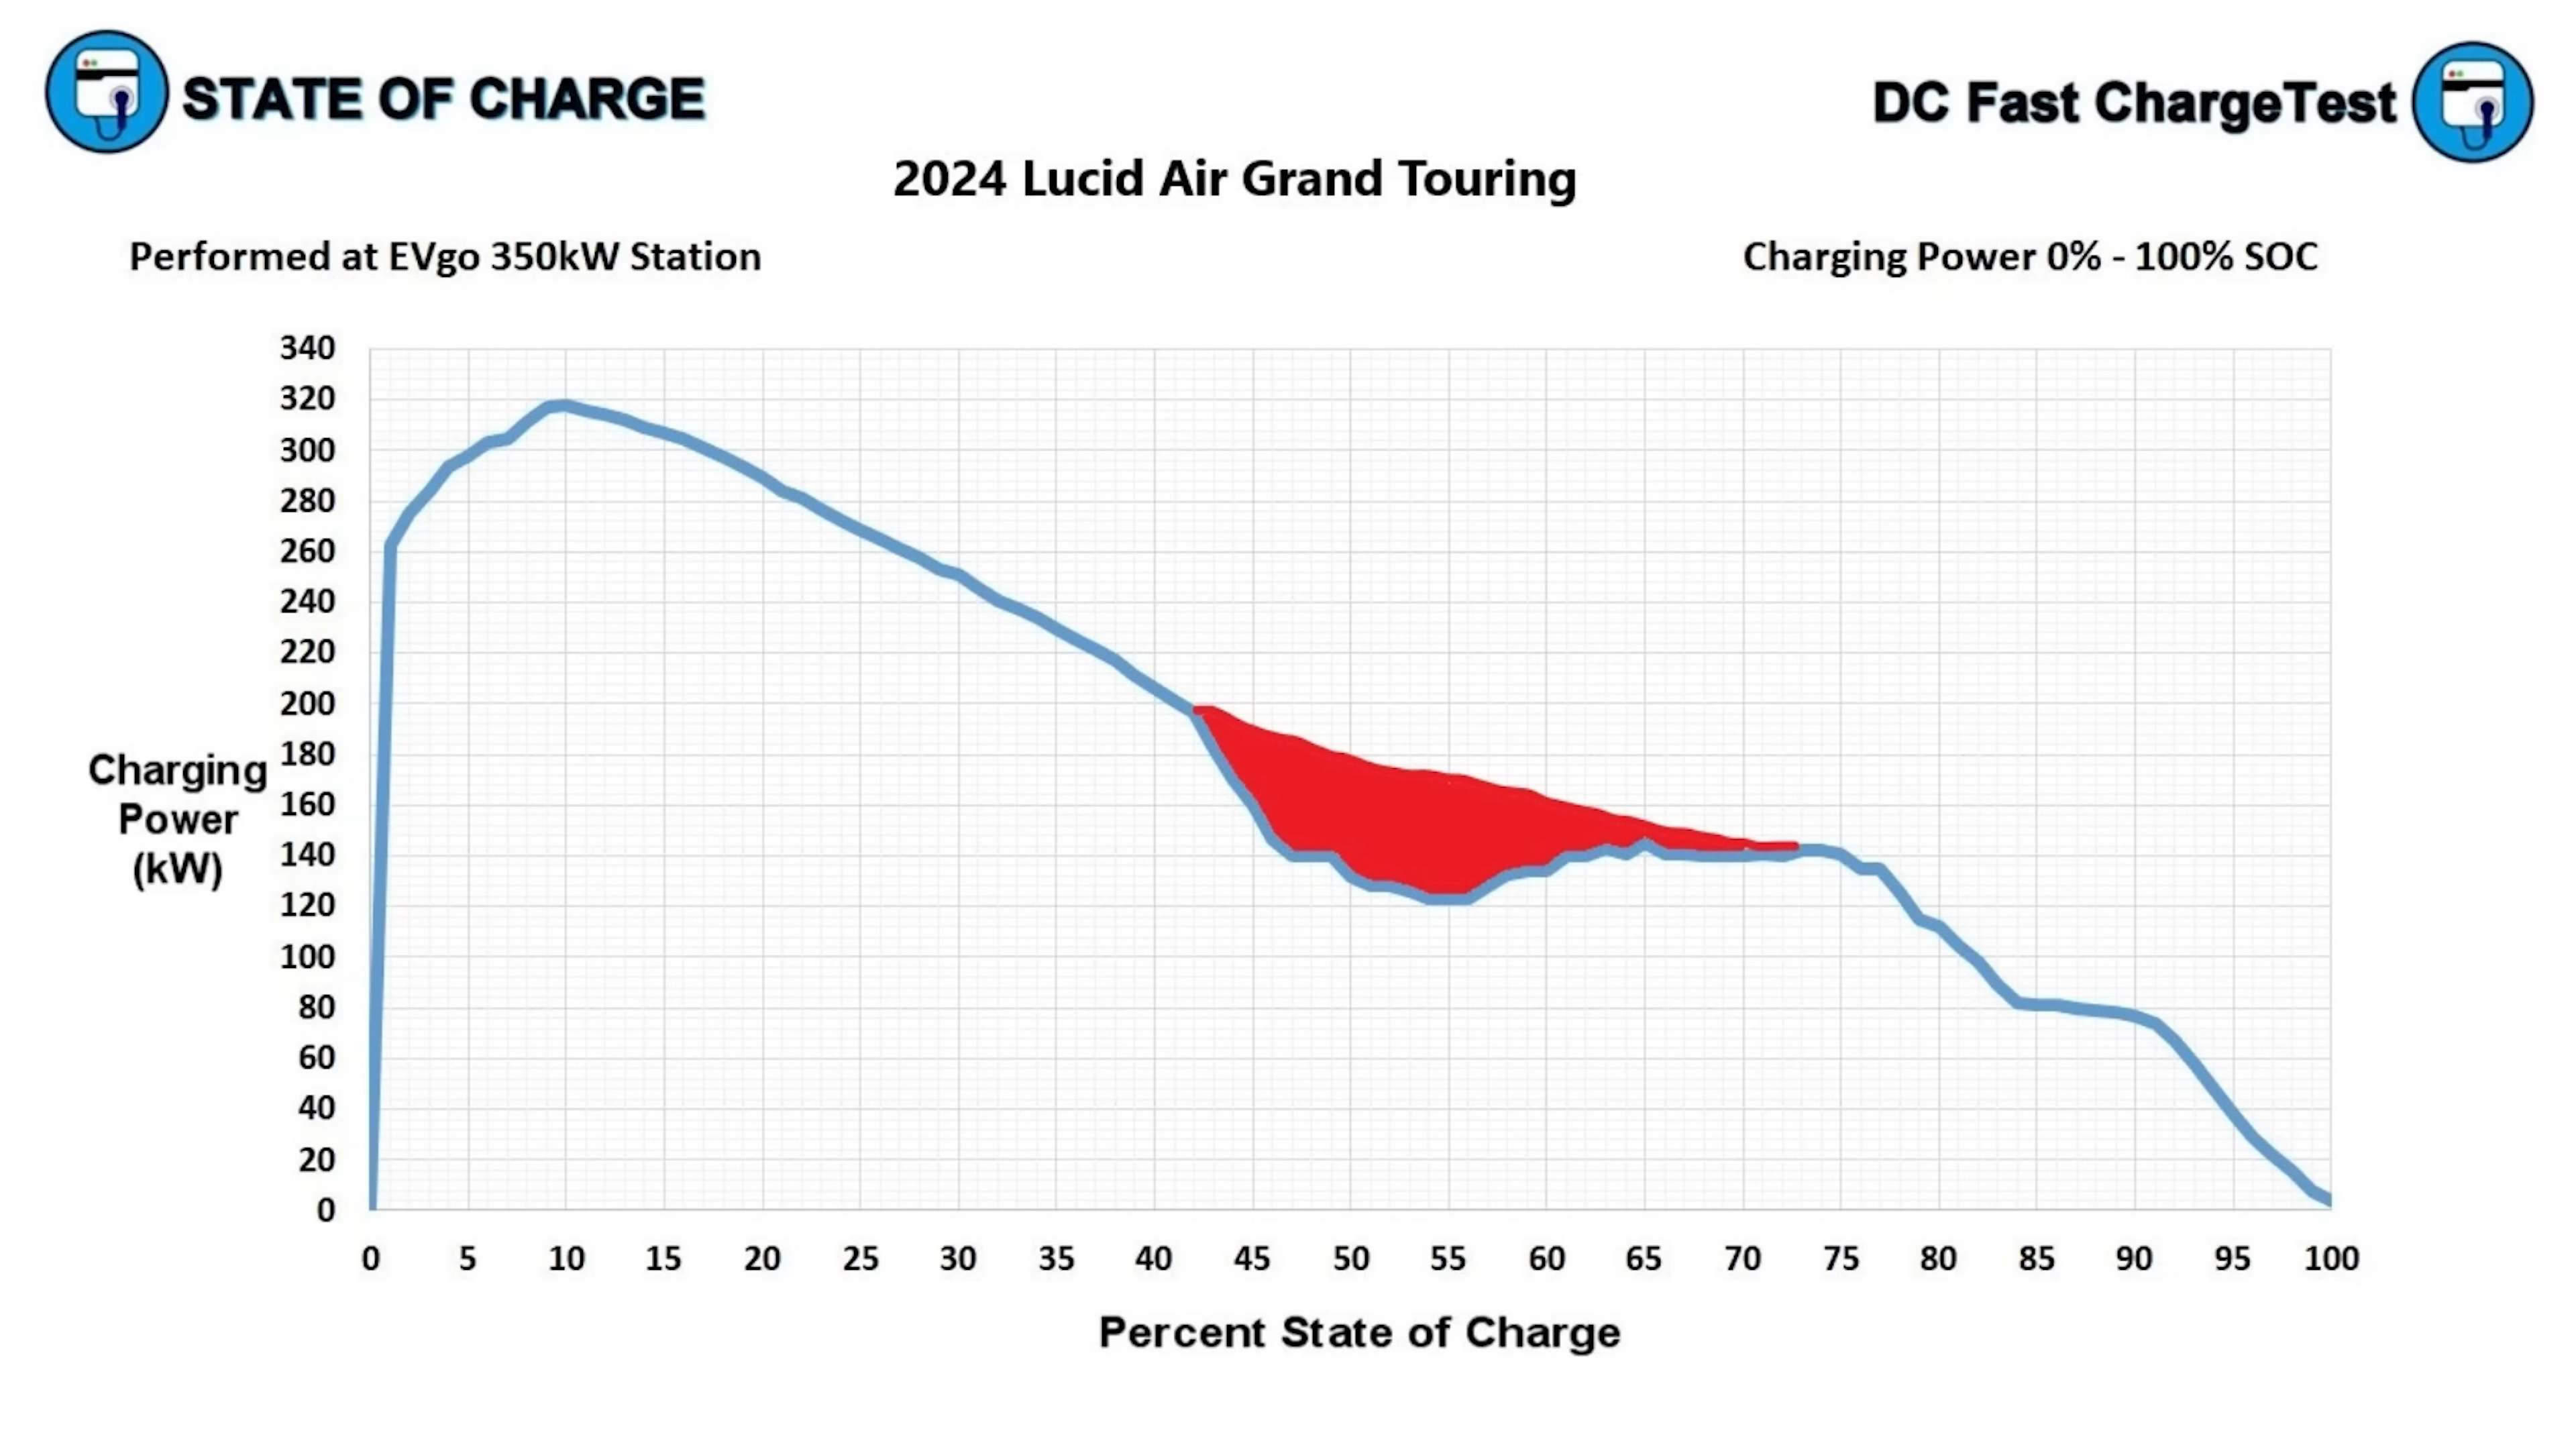 STATE OF CHARGE
DC Fast ChargeTest
2024 Lucid Air Grand Touring
Performed at EVgo 350kW Station
Charging Power 0% - 100% SOC
340
320
300
280
260
240
220
200
180
160
140
120
100
80
60
40
20
0
Charging
Power
(kW)
0 5 10 15 20 25 30 35 40 45 50 55 60 65 70 75 80 85 90 95 100
Percent State of Charge